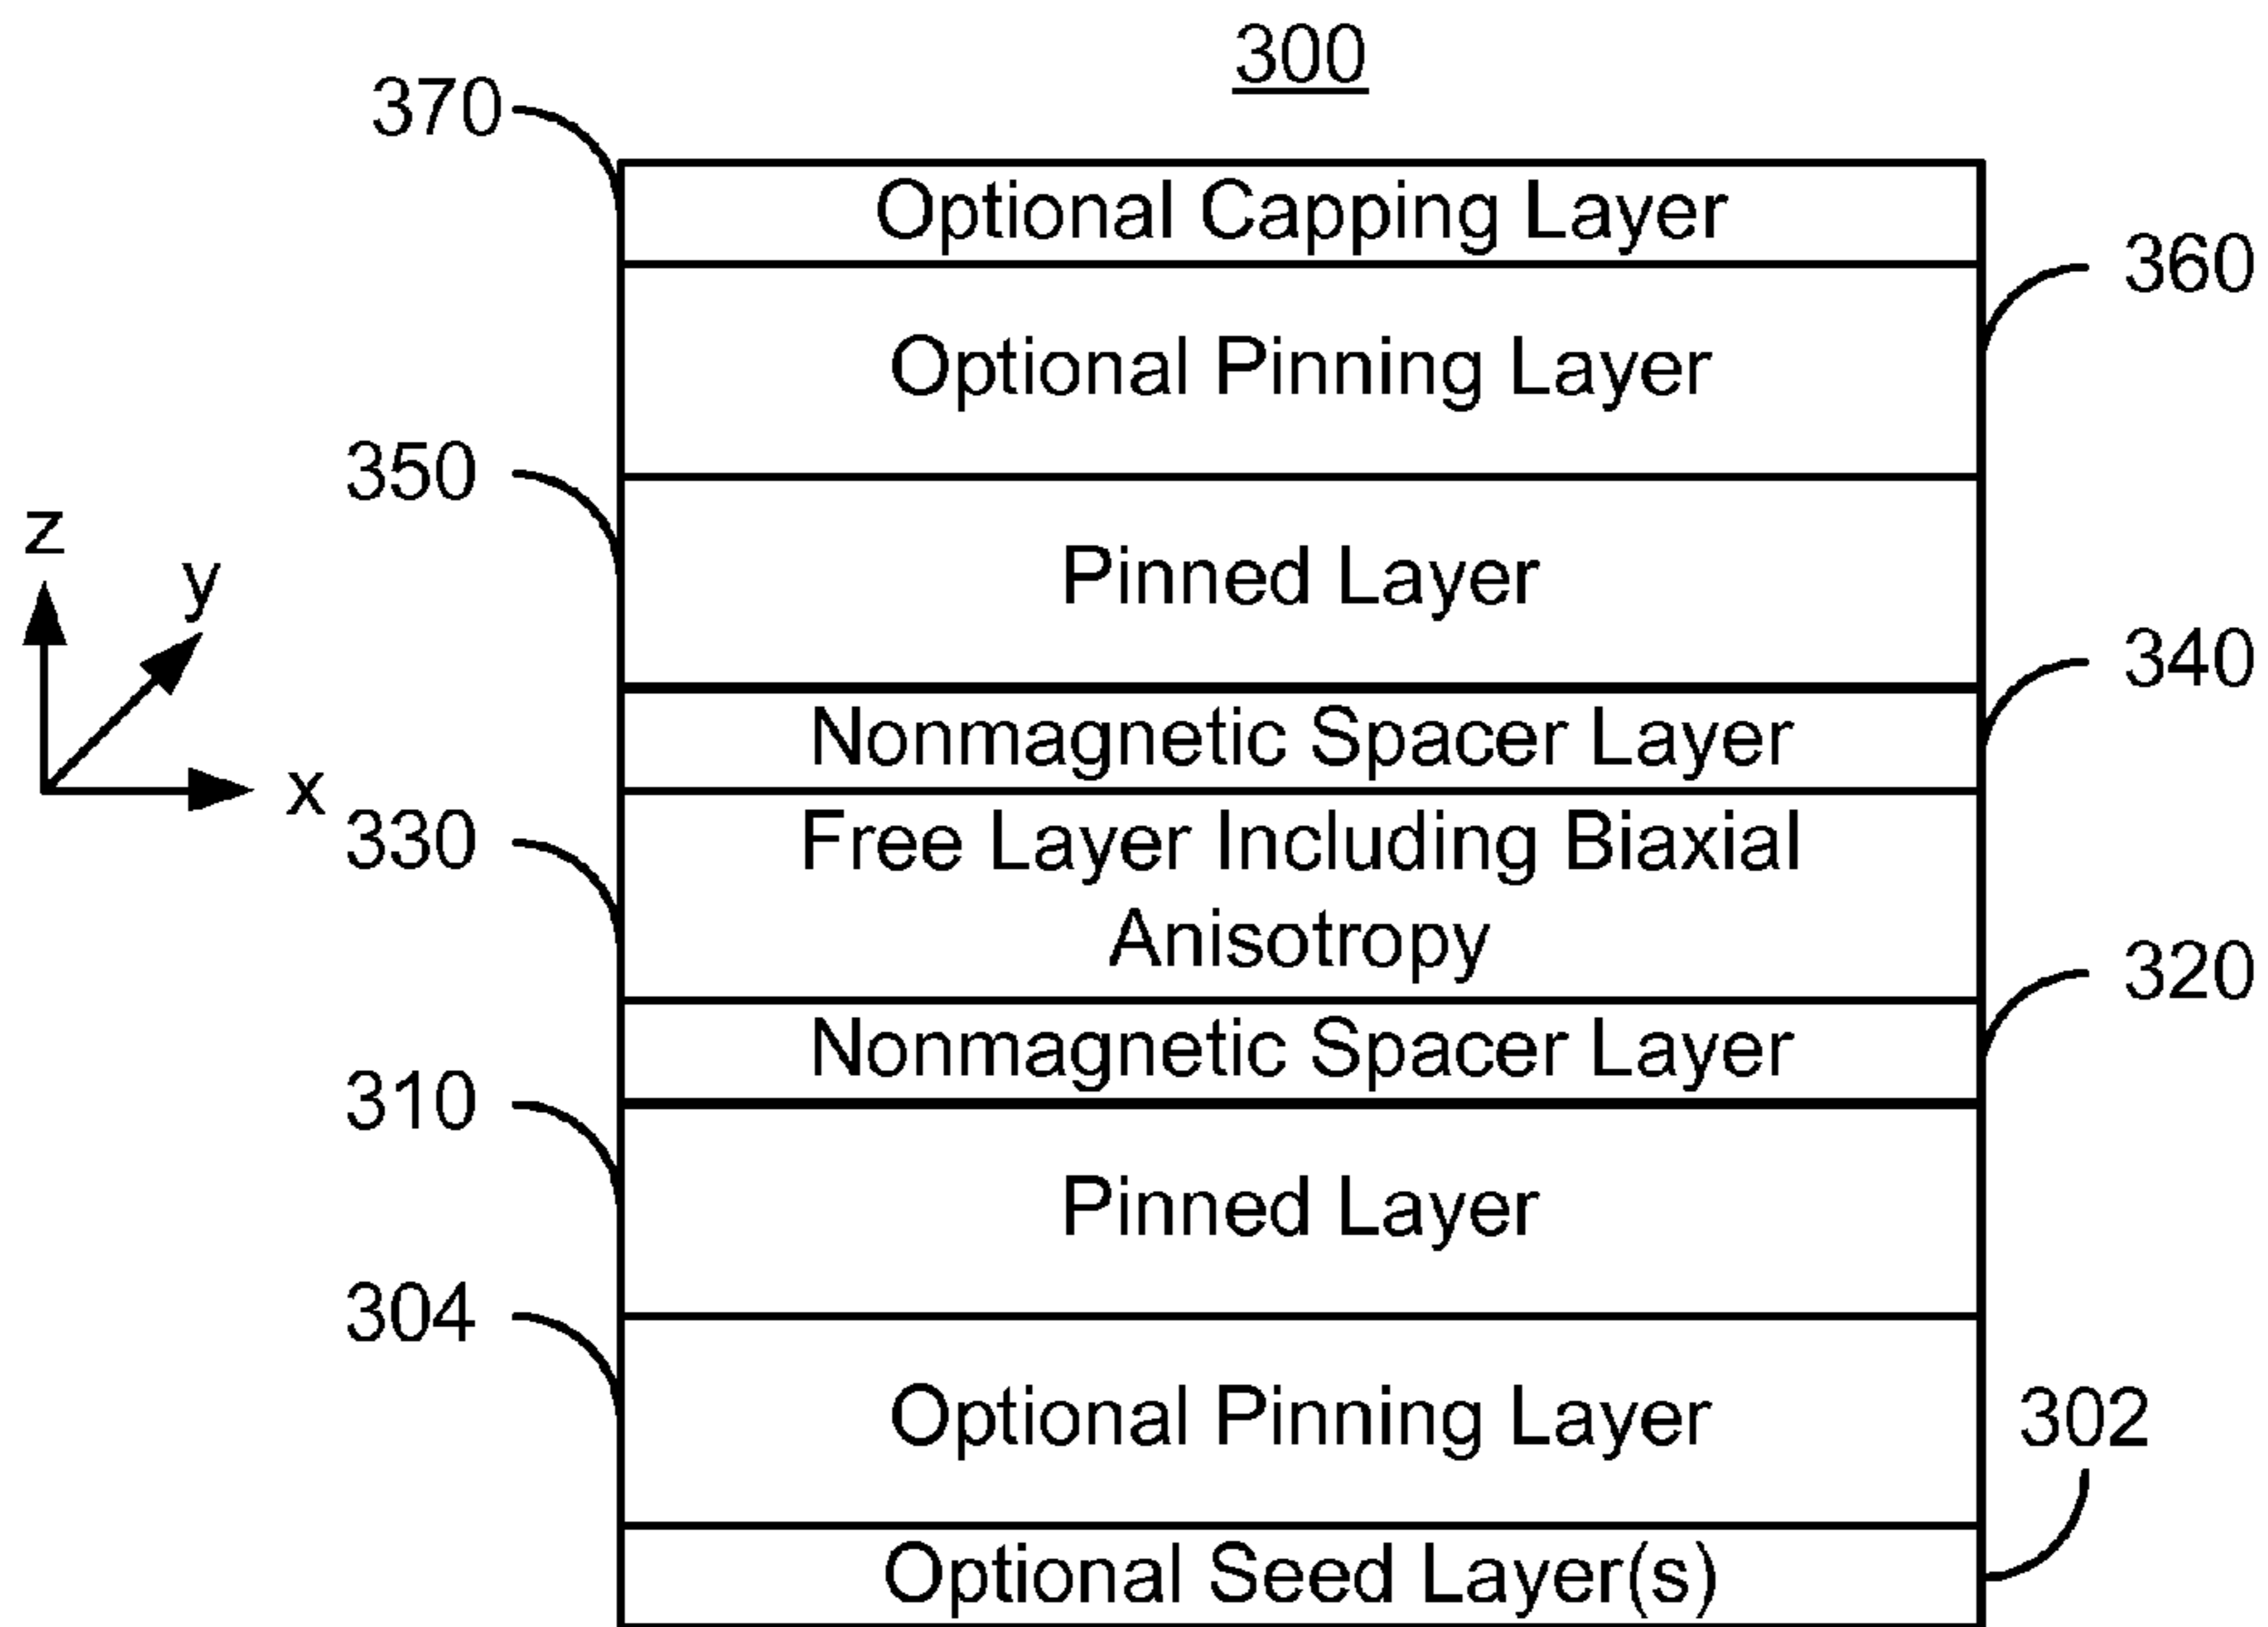 300
370
Optional Capping Layer
360
Optional Pinning Layer
350
Pinned Layer
z
y
x
340
Nonmagnetic Spacer Layer
330
Free Layer Including Biaxial
Anisotropy
320
Nonmagnetic Spacer Layer
310
Pinned Layer
304
Optional Pinning Layer
302
Optional Seed Layer(s)